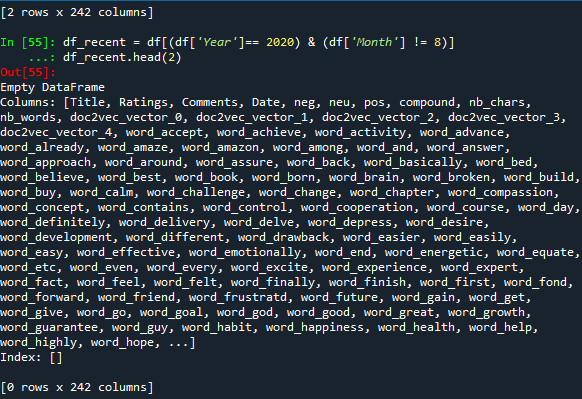 [2 rows x 242 columns]
In [55]: df_recent = df[(df['Year']== 2020) & (df['Month'] != 8)]
...: df_recent.head(2)
Out[55]:
Empty DataFrame
Columns: [Title, Ratings, Comments, Date, neg, neu, pos, compound, nb_chars,
nb_words, doc2vec_vector_0, doc2vec_vector_1, doc2vec_vector_2, doc2vec_vector_3,
doc2vec_vector_4, word_accept, word_achieve, word_activity, word_advance,
word_already, word_amaze, word_amazon, word_among, word_and, word_answer,
word_approach, word_around, word_assure, word_back, word_basically, word_bed,
word_believe, word_best, word_book, word_born, word_brain, word_broken, word_build,
word_buy, word_calm, word_challenge, word_change, word_chapter, word_compassion,
word_concept, word_contains, word_control, word_cooperation, word_course, word_day,
word_definitely, word_delivery, word_delve, word_depress, word_desire,
word_development, word_different, word_drawback, word_easier, word_easily,
word_easy, word_effective, word_emotionally, word_end, word_energetic, word_equate,
word_etc, word_even, word_every, word_excite, word_experience, word_expert,
word_fact, word_feel, word_felt, word_finally, word_finish, word_first, word_fond,
word_forward, word_friend, word_frustratd, word_future, word_gain, word_get,
word_give, word_go, word_goal, word_god, word_good, word_great, word_growth,
word_guarantee, word_guy, word_habit, word_happiness, word_health, word_help,
word_highly, word_hope, ...]
Index: []
[0 rows x 242 columns]